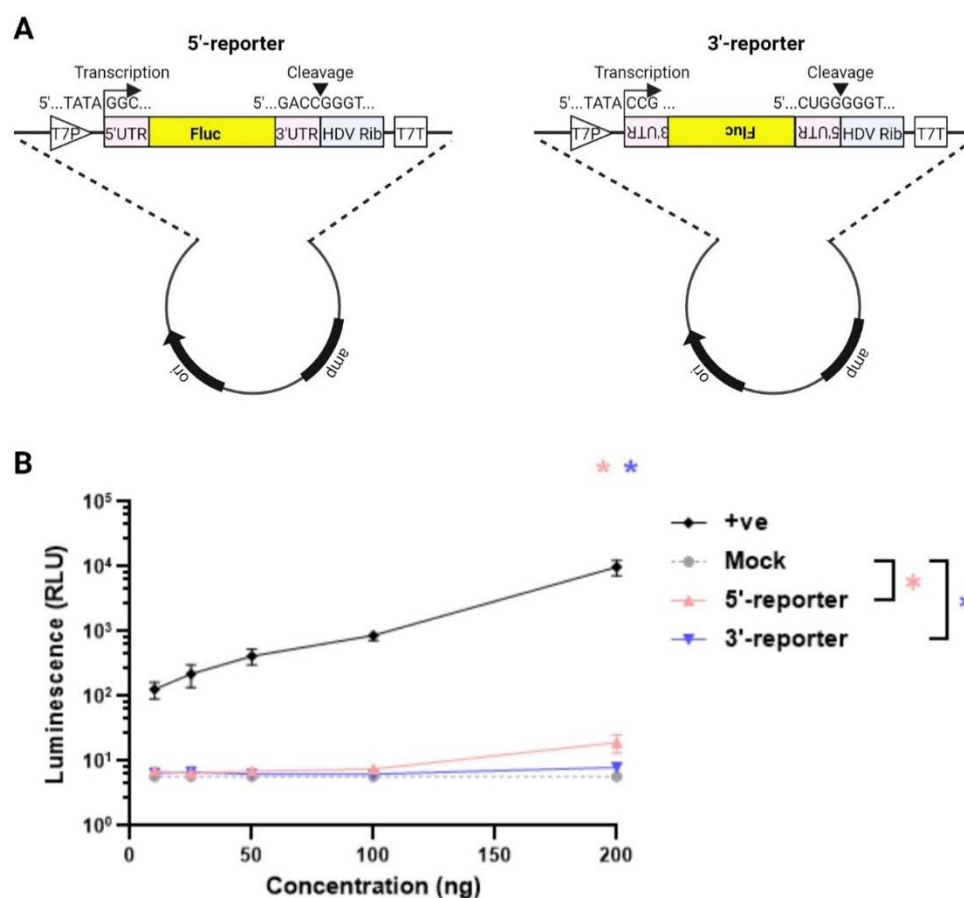 A
5'-reporter
Transcription
Cleavage
5'...TATA GGC...
5'...GACCGGGT...
T7P
5'UTR
Fluc
3'UTR
HDV Rib
T7T
ori
amp
3'-reporter
Transcription
Cleavage
5'...TATA CCG ...
5'...CUGGGGGT...
T7P
3'UTR
Fluc
5'UTR
HDV Rib
T7T
ori
amp
B
* *
Luminescence (RLU)
10⁵
10⁴
10³
10²
10¹
10⁰
0
50
100
150
200
Concentration (ng)
+ve
Mock
5'-reporter
3'-reporter
*